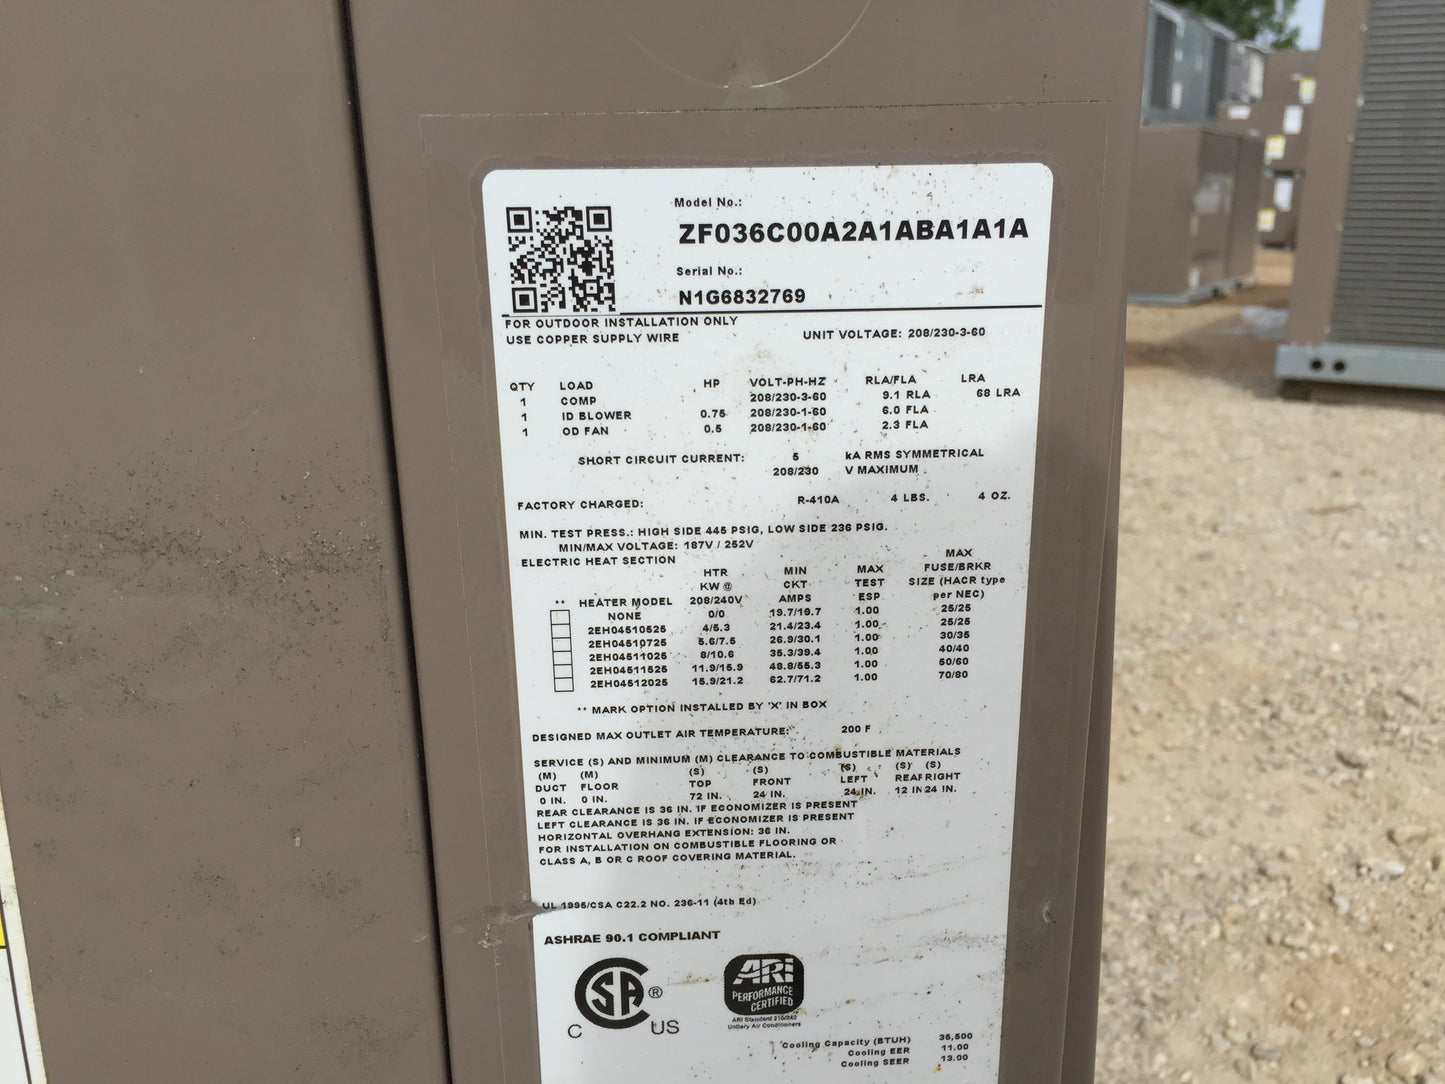 Model No.:
ZF036C00A2A1ABA1A1A
Serial No.:
N1G6832769
FOR OUTDOOR INSTALLATION ONLY
USE COPPER SUPPLY WIRE UNIT VOLTAGE: 208/230-3-60
QTY LOAD HP VOLT-PH-HZ RLA/FLA LRA
1 COMP 208/230-3-60 9.1 RLA 68 LRA
1 ID BLOWER 0.75 208/230-1-60 6.0 FLA
1 OD FAN 0.5 208/230-1-60 2.3 FLA
SHORT CIRCUIT CURRENT: 5 kA RMS SYMMETRICAL
208/230 V MAXIMUM
FACTORY CHARGED: R-410A 4 LBS. 4 OZ.
MIN. TEST PRESS.: HIGH SIDE 445 PSIG, LOW SIDE 236 PSIG.
MIN/MAX VOLTAGE: 187V / 252V
ELECTRIC HEAT SECTION
MAX
HTR MIN MAX FUSE/BRKR
KW @ CKT TEST SIZE (HACR type
** HEATER MODEL 208/240V AMPS ESP per NEC)
NONE 0/0 19.7/19.7 1.00 25/25
2EH04510525 4/5.3 21.4/23.4 1.00 25/25
2EH04510725 5.6/7.5 26.9/30.1 1.00 30/35
2EH04511025 8/10.6 35.3/39.4 1.00 40/40
2EH04511525 11.9/15.9 48.8/55.3 1.00 50/60
2EH04512025 15.9/21.2 62.7/71.2 1.00 70/80
** MARK OPTION INSTALLED BY 'X' IN BOX
DESIGNED MAX OUTLET AIR TEMPERATURE: 200 F
SERVICE (S) AND MINIMUM (M) CLEARANCE TO COMBUSTIBLE MATERIALS
(M) (M) (S) (S) (S) (S) (S)
DUCT FLOOR TOP FRONT LEFT REAR RIGHT
0 IN. 0 IN. 72 IN. 24 IN. 24 IN. 12 IN 24 IN.
REAR CLEARANCE IS 36 IN. IF ECONOMIZER IS PRESENT
LEFT CLEARANCE IS 36 IN. IF ECONOMIZER IS PRESENT
HORIZONTAL OVERHANG EXTENSION: 36 IN.
FOR INSTALLATION ON COMBUSTIBLE FLOORING OR
CLASS A, B OR C ROOF COVERING MATERIAL.
UL 1995/CSA C22.2 NO. 236-11 (4th Ed)
ASHRAE 90.1 COMPLIANT
SA ®
C US
ARI
PERFORMANCE
CERTIFIED
ARI Standard 210/240
Unitary Air Conditioners
Cooling Capacity (BTUH) 35,500
Cooling EER 11.00
Cooling SEER 13.00